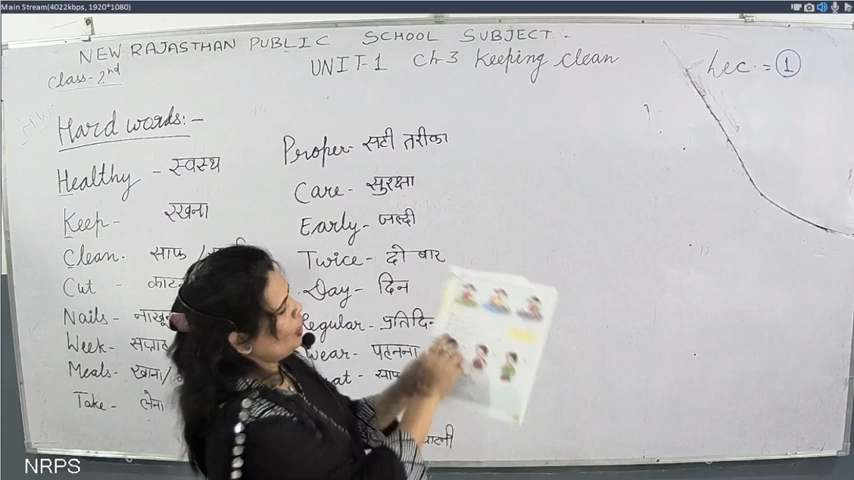 Main Stream(4022kbps, 1920*1080)
NEW RAJASTHAN PUBLIC SCHOOL SUBJECT -
Class-2nd
UNIT-1 Ch-3 Keeping clean
Lec. = 1
Hard words:-
Healthy - स्वस्थ
Keep - रखना
Clean. साफ /
Cut -
Nails -
Week -
Meals - खाना /
Take - लेना
Proper- सही तरीका
Care- सुरक्षा
Early- जल्दी
Twice- दो बार
Day- दिन
Regular- प्रतिदिन
wear- पहनना
NRPS